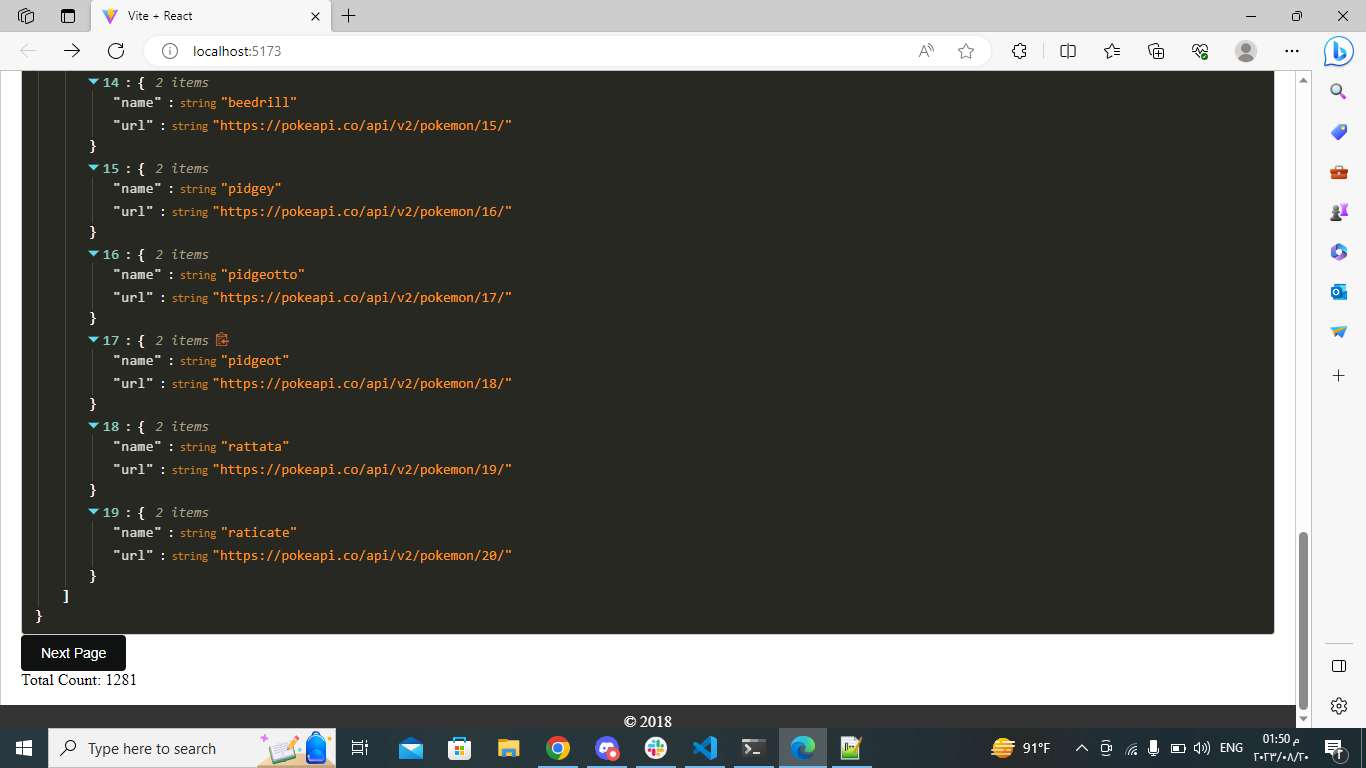 Vite + React
localhost:5173
14 : { 2 items
"name" : string "beedrill"
"url" : string "https://pokeapi.co/api/v2/pokemon/15/"
}
15 : { 2 items
"name" : string "pidgey"
"url" : string "https://pokeapi.co/api/v2/pokemon/16/"
}
16 : { 2 items
"name" : string "pidgeotto"
"url" : string "https://pokeapi.co/api/v2/pokemon/17/"
}
17 : { 2 items
"name" : string "pidgeot"
"url" : string "https://pokeapi.co/api/v2/pokemon/18/"
}
18 : { 2 items
"name" : string "rattata"
"url" : string "https://pokeapi.co/api/v2/pokemon/19/"
}
19 : { 2 items
"name" : string "raticate"
"url" : string "https://pokeapi.co/api/v2/pokemon/20/"
}
]
}
Next Page
Total Count: 1281
© 2018
Type here to search
91°F
ENG
01:50 م
٢٠٢٣/٠٨/٢٠